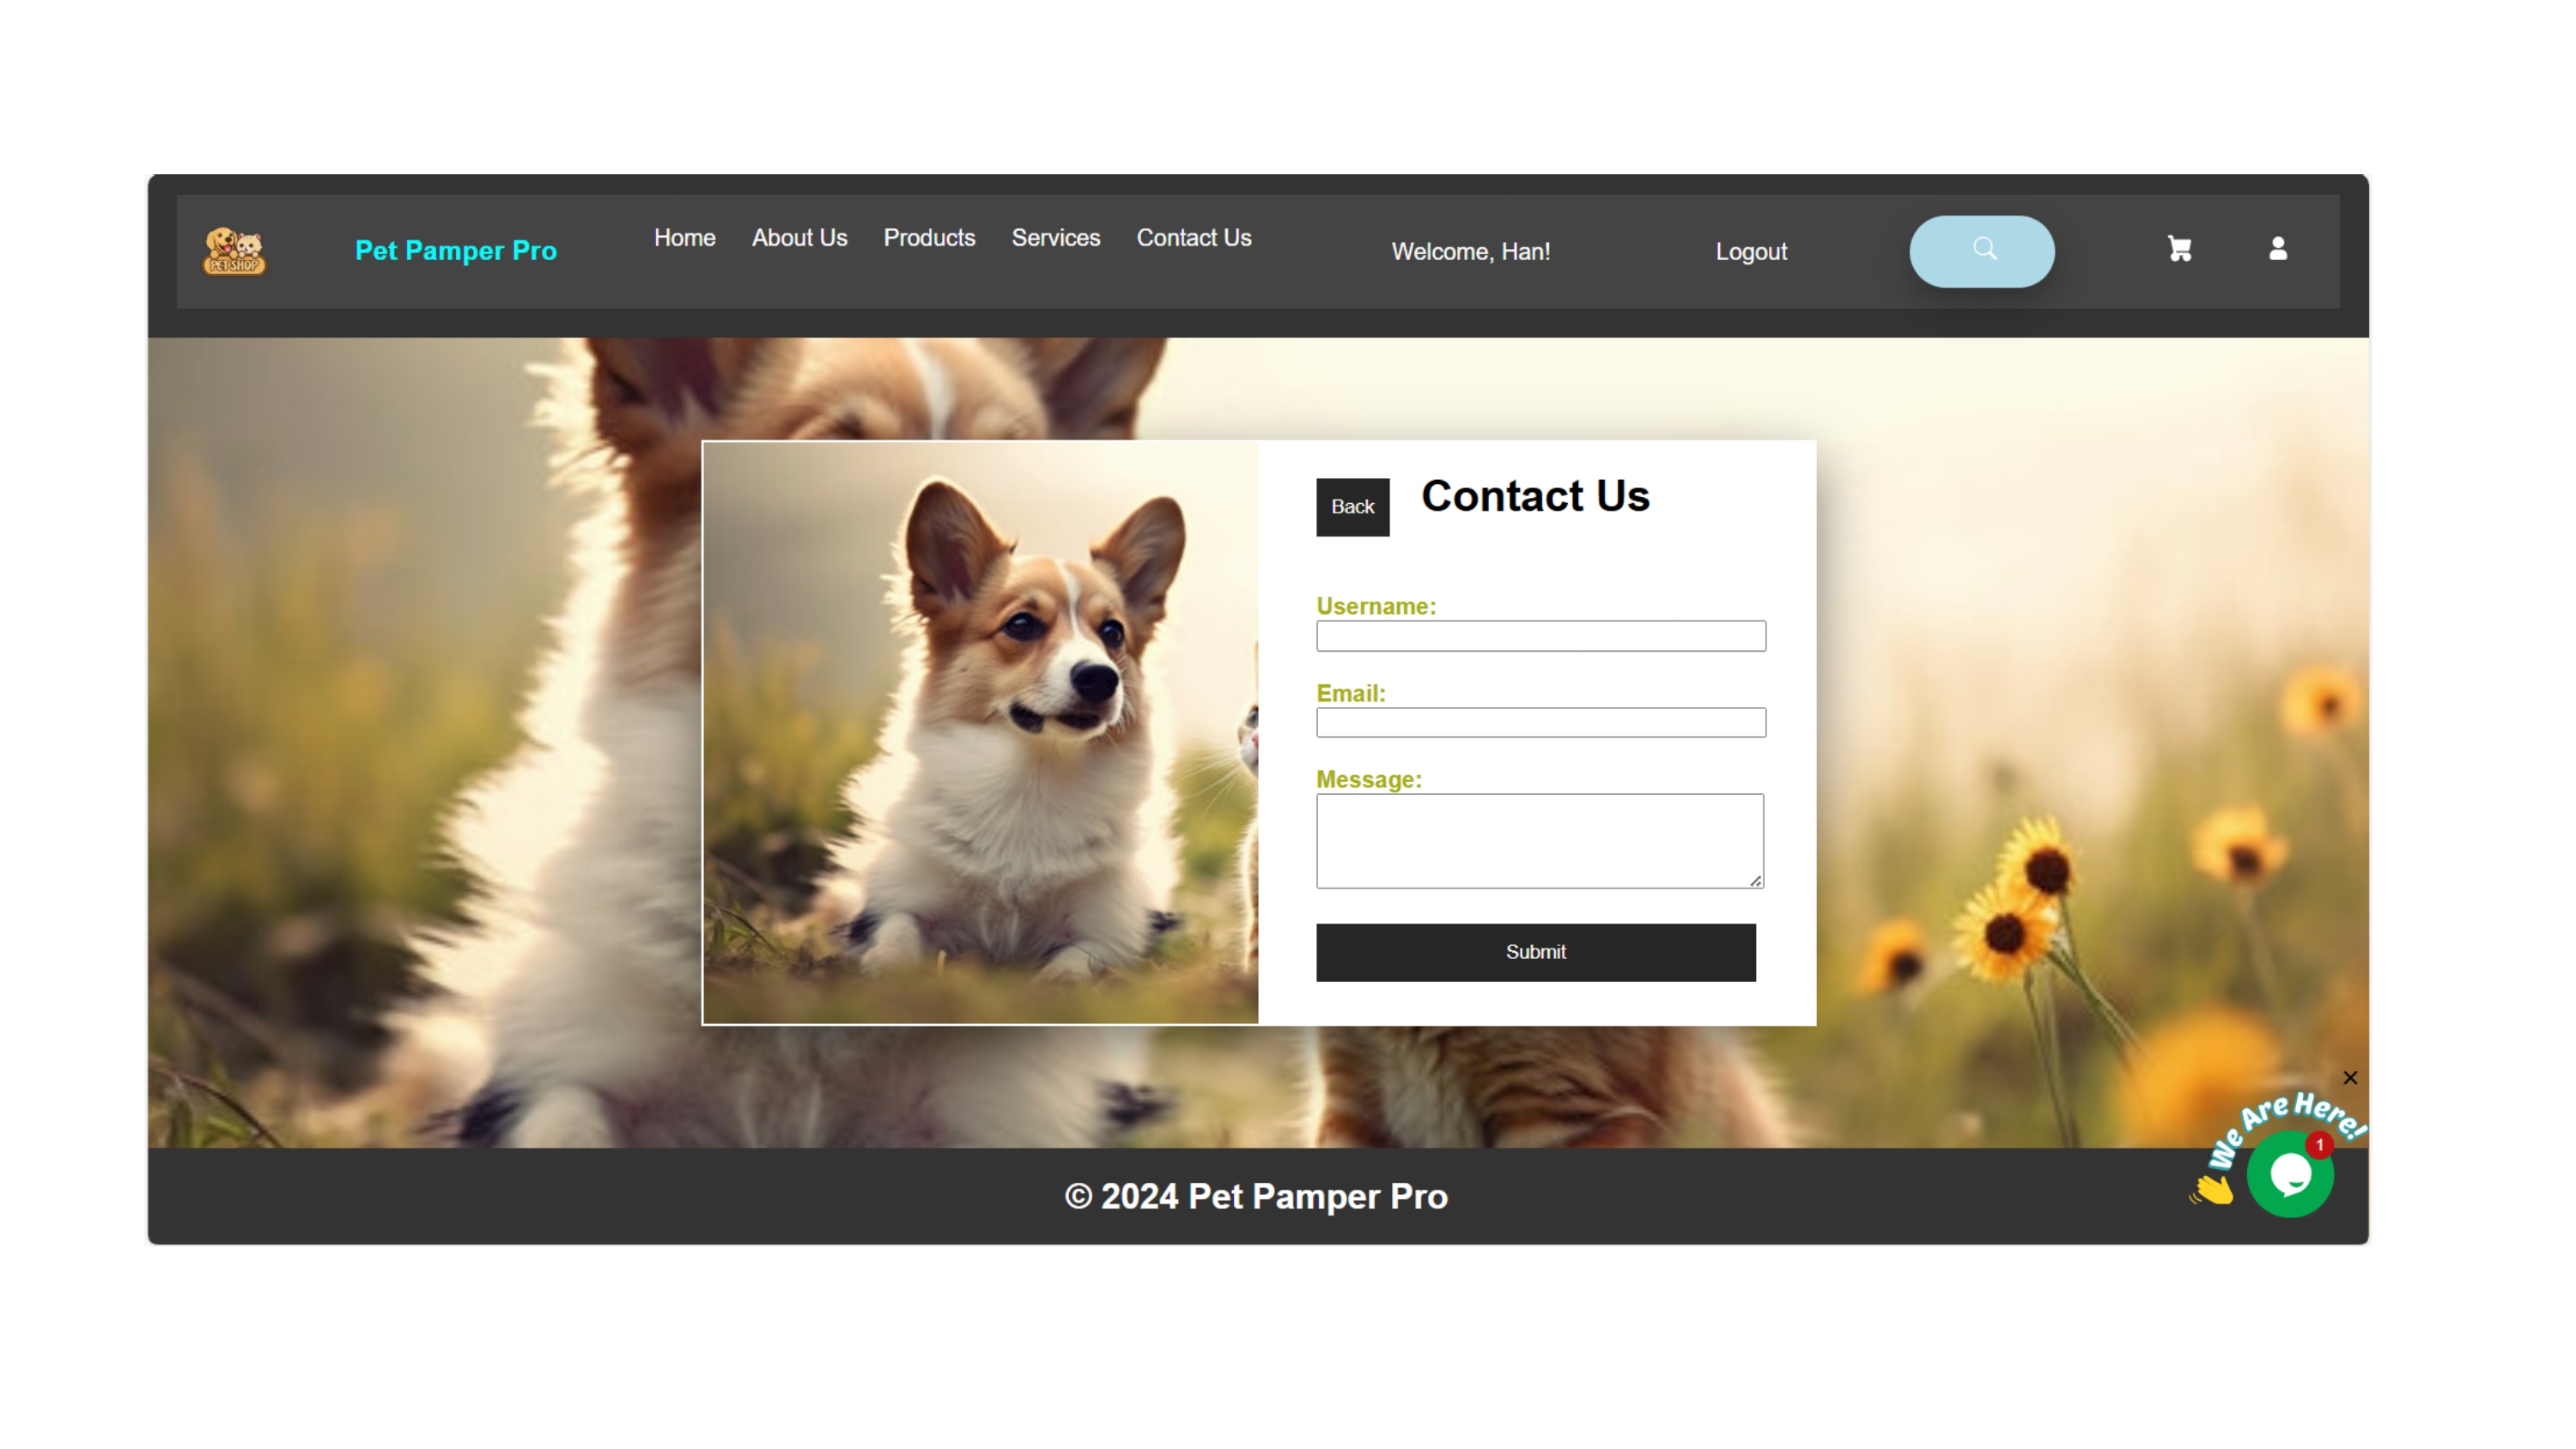 PET SHOP
Pet Pamper Pro
Home About Us Products Services Contact Us
Welcome, Han!
Logout
Back
Contact Us
Username:
Email:
Message:
Submit
We Are Here!
1
© 2024 Pet Pamper Pro